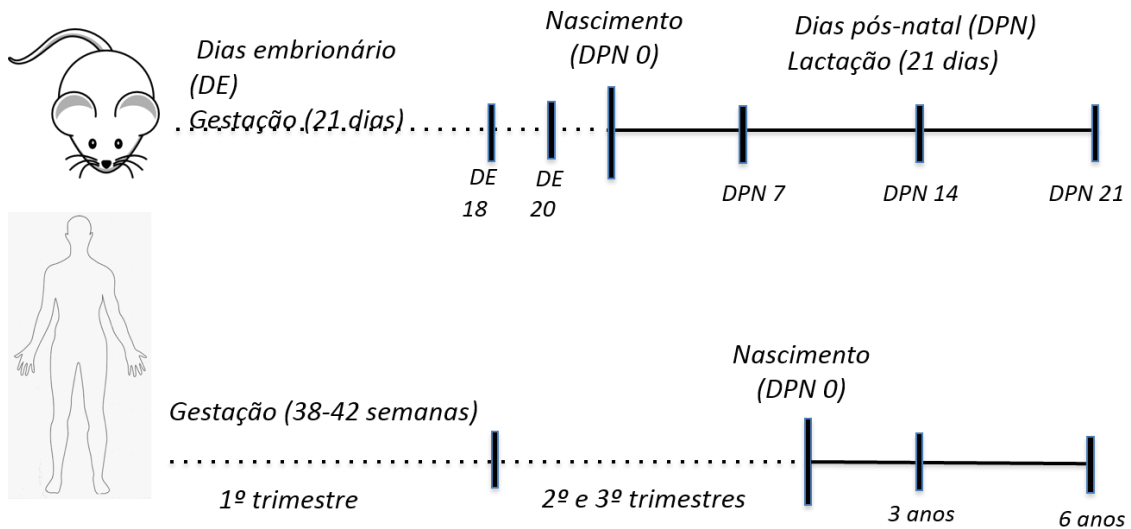 Dias embrionário
(DE)
Gestação (21 dias)
Nascimento
(DPN 0)
Dias pós-natal (DPN)
Lactação (21 dias)
DE
18
DE
20
DPN 7
DPN 14
DPN 21
Nascimento
(DPN 0)
Gestação (38-42 semanas)
1º trimestre
2º e 3º trimestres
3 anos
6 anos